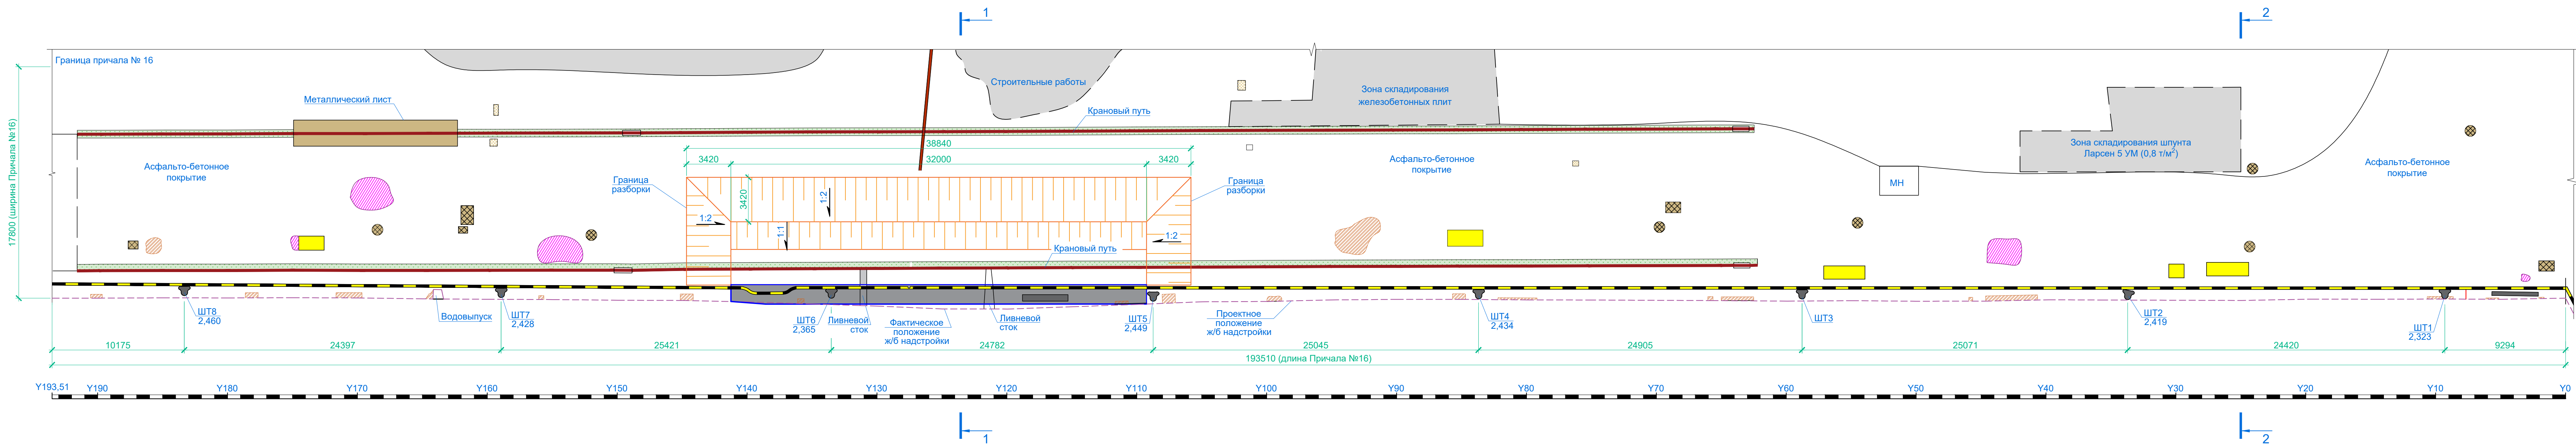 1
2
Граница причала № 16
Металлический лист
Строительные работы
Зона складирования
железобетонных плит
Крановый путь
Зона складирования шпунта
Ларсен 5 УМ (0,8 т/м²)
17800 (ширина Причала №16)
Асфальто-бетонное
покрытие
38840
3420
32000
3420
Асфальто-бетонное
покрытие
Асфальто-бетонное
покрытие
Граница
разборки
Граница
разборки
МН
3420
1:2
1:2
1:1
1:2
Крановый путь
ШТ8
2,460
Водовыпуск
ШТ7
2,428
ШТ6
2,365
Ливневой
сток
Фактическое
положение
ж/б надстройки
Ливневой
сток
ШТ5
2,449
Проектное
положение
ж/б надстройки
ШТ4
2,434
ШТ3
ШТ2
2,419
ШТ1
2,323
10175
24397
25421
24782
25045
24905
25071
24420
9294
193510 (длина Причала №16)
Y193,51
Y190
Y180
Y170
Y160
Y150
Y140
Y130
Y120
Y110
Y100
Y90
Y80
Y70
Y60
Y50
Y40
Y30
Y20
Y10
Y0
1
2